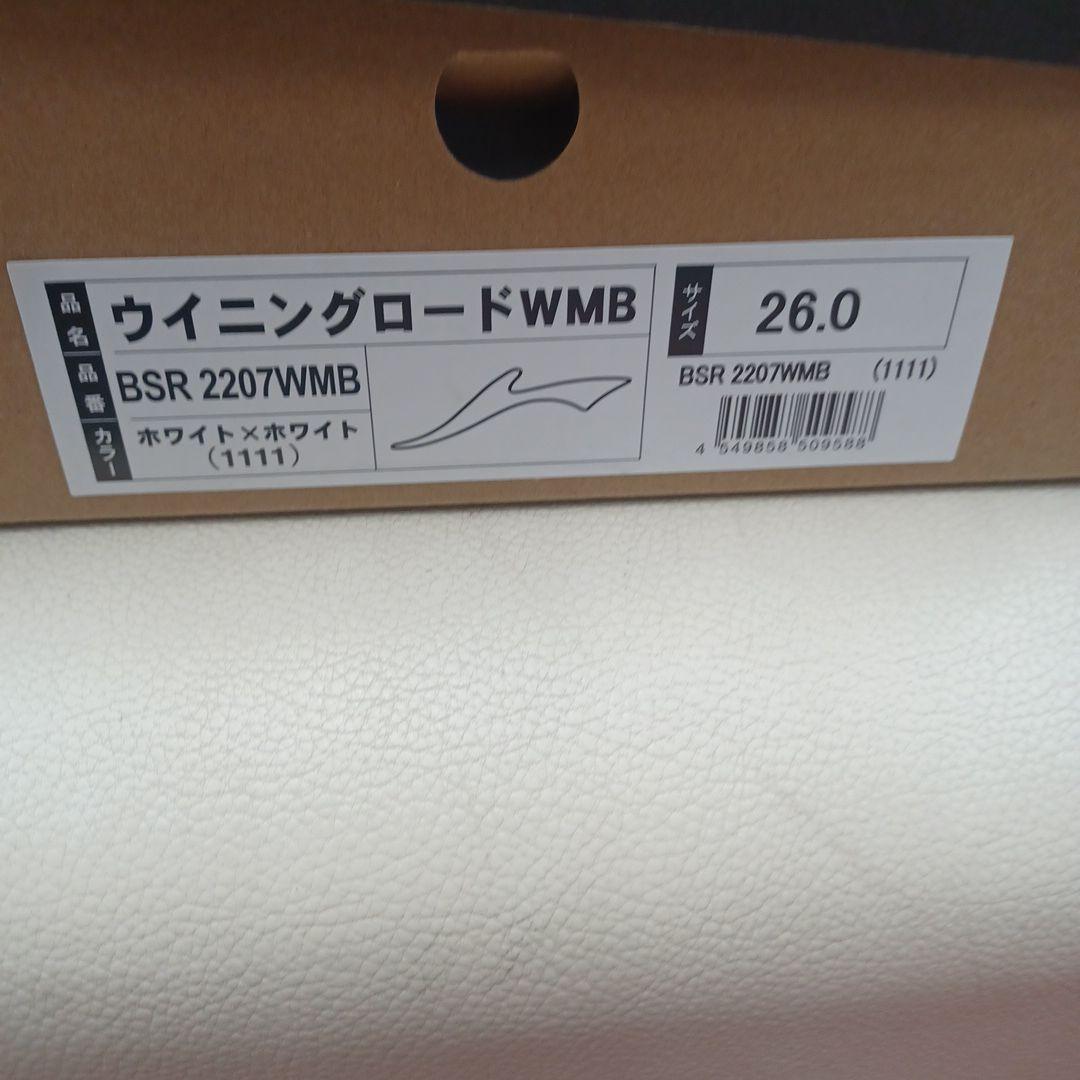 品名
ウイニングロードWMB
品番
BSR 2207WMB
カラー
ホワイト×ホワイト
(1111)
サイズ
26.0
BSR 2207WMB (1111)
4 549858 509588